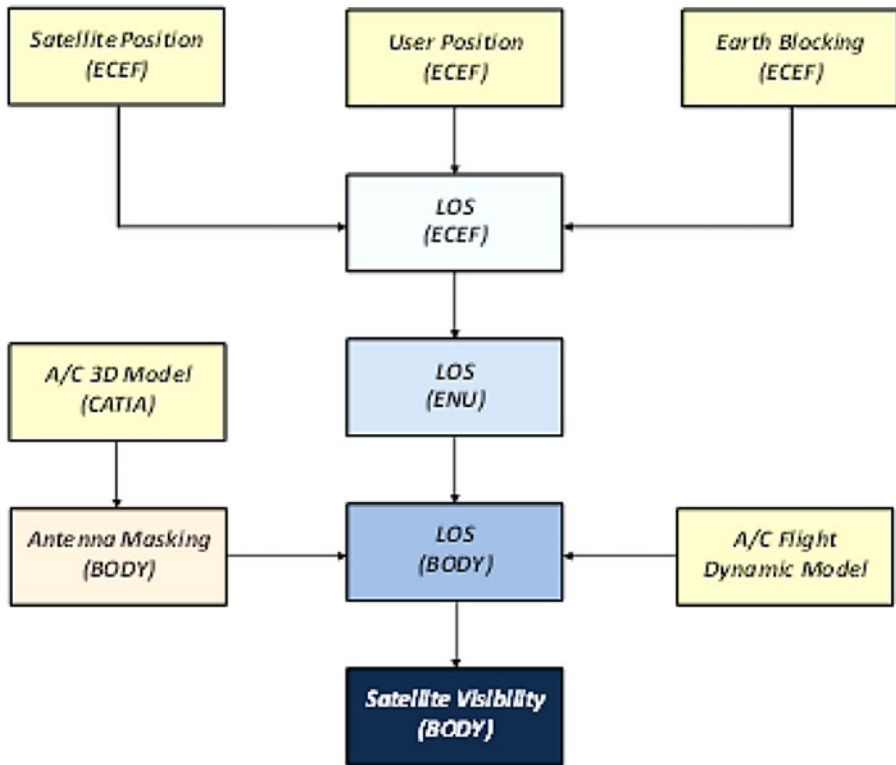 Satellite Position
(ECEF)
User Position
(ECEF)
Earth Blocking
(ECEF)
LOS
(ECEF)
A/C 3D Model
(CATIA)
LOS
(ENU)
Antenna Masking
(BODY)
LOS
(BODY)
A/C Flight
Dynamic Model
Satellite Visibility
(BODY)